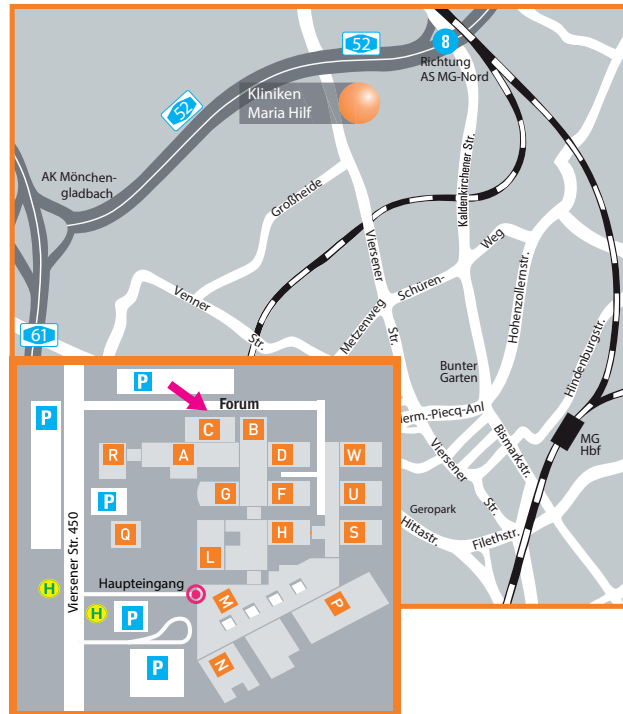 52
8
Richtung
AS MG-Nord
Kliniken
Maria Hilf
52
AK Mönchen-
gladbach
Großheide
Kaldenkirchener Str.
Viersener
Str.
Schüren-
Weg
Hohenzollernstr.
Venner
Str.
Metzenweg
Hindenburgstr.
61
Bunter
Garten
Herm.-Piecq-Anl
Bismarkstr.
MG
Hbf
Viersener
Str.
Geropark
Hittastr.
Filethstr.
P
Forum
P
C
B
R
A
D
W
G
F
U
P
Q
H
S
L
Viersener Str. 450
Haupteingang
H
M
P
H
P
N
P